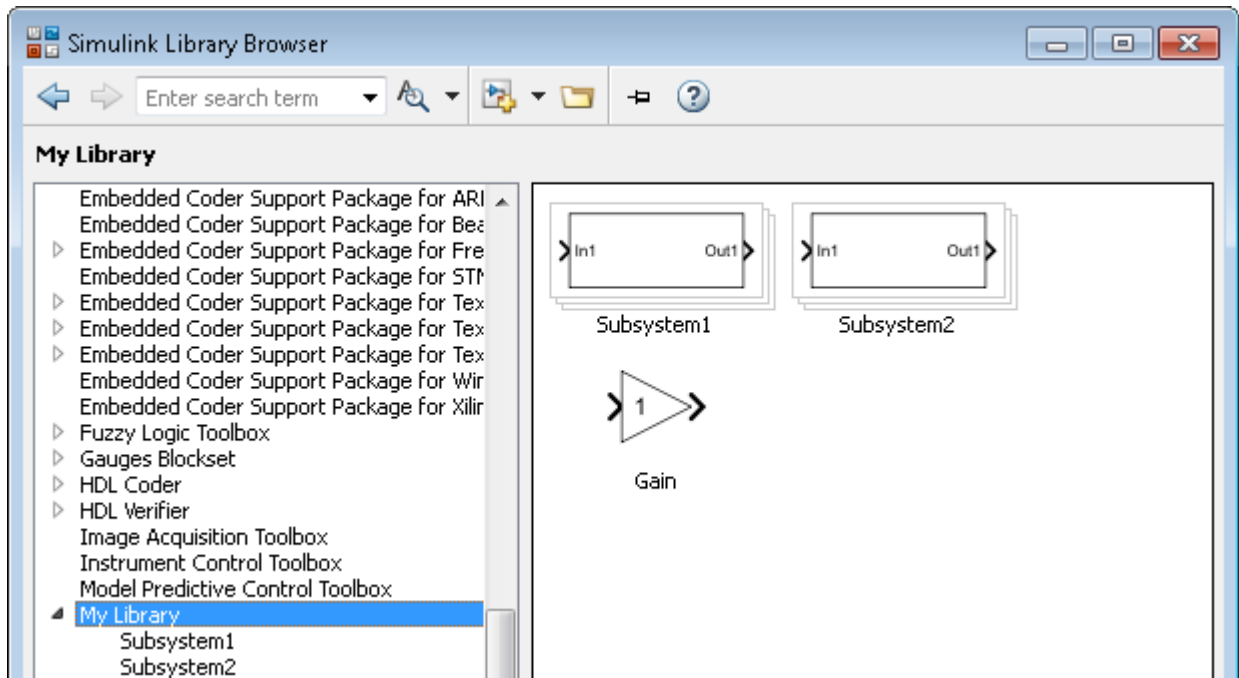 Simulink Library Browser
Enter search term
My Library
Embedded Coder Support Package for ARI
Embedded Coder Support Package for Bea
Embedded Coder Support Package for Fre
Embedded Coder Support Package for STM
Embedded Coder Support Package for Tex
Embedded Coder Support Package for Tex
Embedded Coder Support Package for Tex
Embedded Coder Support Package for Wir
Embedded Coder Support Package for Xilir
Fuzzy Logic Toolbox
Gauges Blockset
HDL Coder
HDL Verifier
Image Acquisition Toolbox
Instrument Control Toolbox
Model Predictive Control Toolbox
My Library
Subsystem1
Subsystem2
In1 Out1 In1 Out1
Subsystem1 Subsystem2
1
Gain